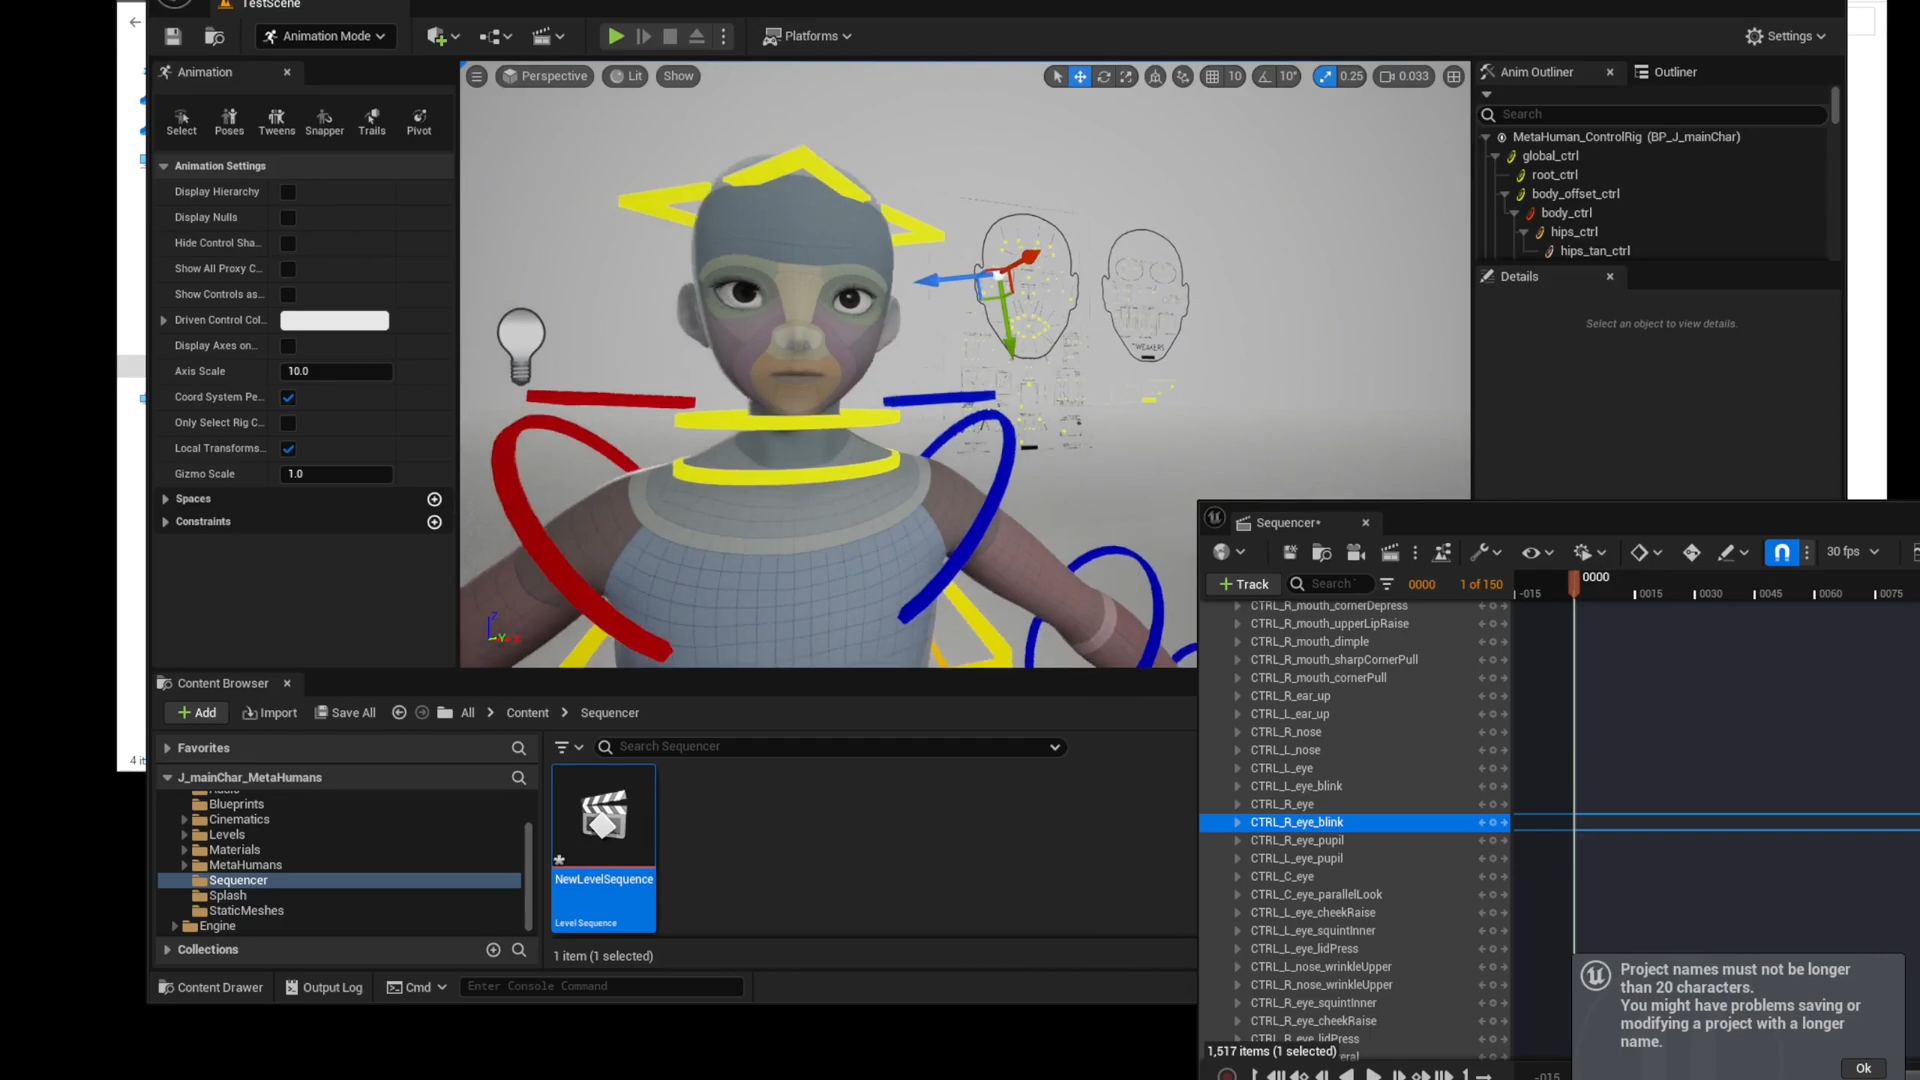 TestScene
Animation Mode
Platforms
Settings
Animation
Perspective
Lit
Show
10
10°
0.25
0.033
Anim Outliner
Outliner
Select
Poses
Tweens
Snapper
Trails
Pivot
Search
MetaHuman_ControlRig (BP_J_mainChar)
global_ctrl
root_ctrl
body_offset_ctrl
body_ctrl
hips_ctrl
hips_tan_ctrl
Animation Settings
Display Hierarchy
Display Nulls
Hide Control Sha...
Show All Proxy C...
Show Controls as...
Driven Control Col...
Display Axes on...
Axis Scale
10.0
Coord System Pe...
Only Select Rig C...
Local Transforms...
Gizmo Scale
1.0
Spaces
Constraints
Details
Select an object to view details.
TWEAKERS
Z
Y
X
Sequencer*
30 fps
Track
Search
0000
1 of 150
0000
-015
0015
0030
0045
0060
0075
CTRL_R_mouth_cornerDepress
CTRL_R_mouth_upperLipRaise
CTRL_R_mouth_dimple
CTRL_R_mouth_sharpCornerPull
CTRL_R_mouth_cornerPull
CTRL_R_ear_up
CTRL_L_ear_up
CTRL_R_nose
CTRL_L_nose
CTRL_L_eye
CTRL_L_eye_blink
CTRL_R_eye
CTRL_R_eye_blink
CTRL_R_eye_pupil
CTRL_L_eye_pupil
CTRL_C_eye
CTRL_C_eye_parallelLook
CTRL_L_eye_cheekRaise
CTRL_L_eye_squintInner
CTRL_L_eye_lidPress
CTRL_L_nose_wrinkleUpper
CTRL_R_nose_wrinkleUpper
CTRL_R_eye_squintInner
CTRL_R_eye_cheekRaise
CTRL_R_eye_lidPress
1,517 items (1 selected)
-015
Content Browser
Add
Import
Save All
All
Content
Sequencer
Favorites
Search Sequencer
J_mainChar_MetaHumans
Audio
Blueprints
Cinematics
Levels
Materials
MetaHumans
Sequencer
Splash
StaticMeshes
Engine
Collections
NewLevelSequence
Level Sequence
1 item (1 selected)
Content Drawer
Output Log
Cmd
Enter Console Command
Project names must not be longer
than 20 characters.
You might have problems saving or
modifying a project with a longer
name.
Ok